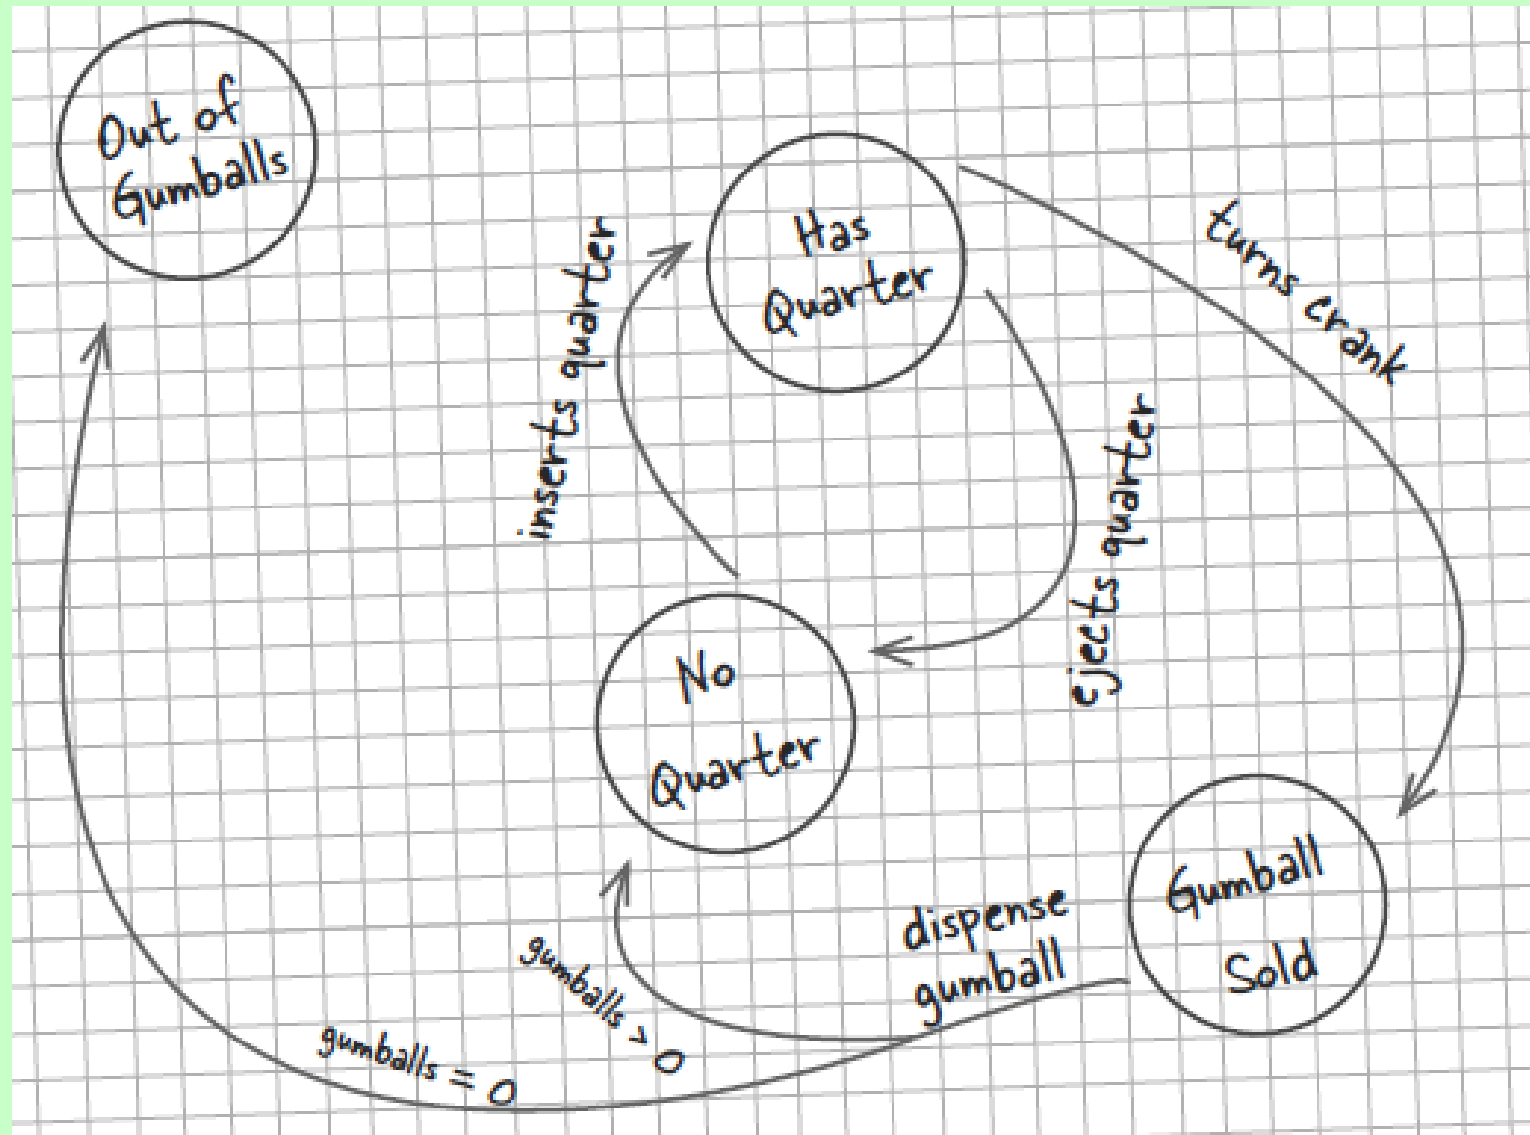 Out of
Gumballs
Has
Quarter
turns crank
inserts quarter
ejects quarter
No
Quarter
Gumball
Sold
dispense
gumball
gumballs > 0
gumballs = 0